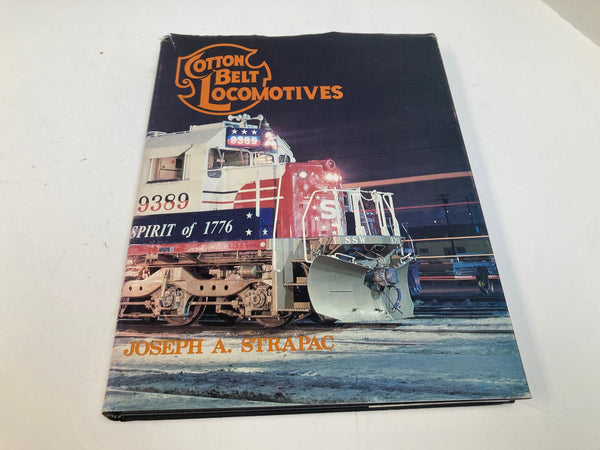 COTTON
BELT
LOCOMOTIVES
9389
9389
SPIRIT of 1776
S
SSW
JOSEPH A. STRAPAC